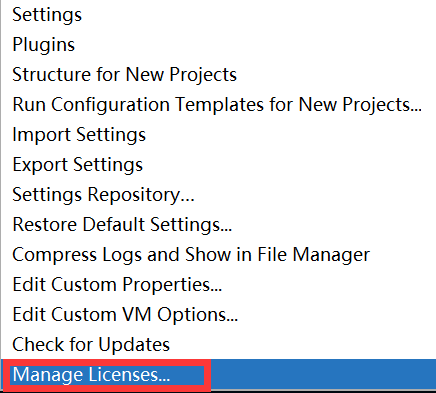 Settings
Plugins
Structure for New Projects
Run Configuration Templates for New Projects...
Import Settings
Export Settings
Settings Repository...
Restore Default Settings...
Compress Logs and Show in File Manager
Edit Custom Properties...
Edit Custom VM Options...
Check for Updates
Manage Licenses...